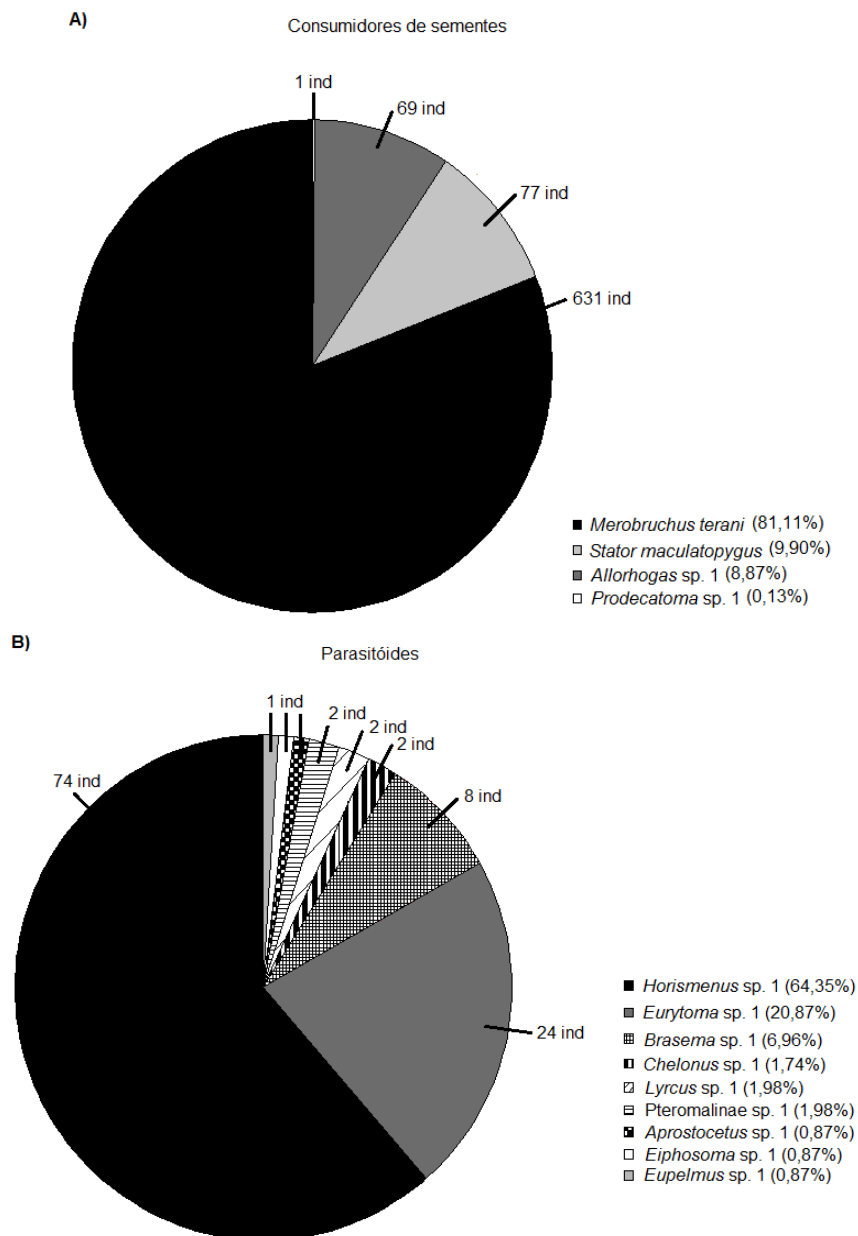 A)
Consumidores de sementes
1 ind
69 ind
77 ind
631 ind
Merobruchus terani (81,11%)
Stator maculatopygus (9,90%)
Allorhogas sp. 1 (8,87%)
Prodecatoma sp. 1 (0,13%)
B)
Parasitóides
1 ind
2 ind
2 ind
2 ind
8 ind
74 ind
24 ind
Horismenus sp. 1 (64,35%)
Eurytoma sp. 1 (20,87%)
Brasema sp. 1 (6,96%)
Chelonus sp. 1 (1,74%)
Lyrcus sp. 1 (1,98%)
Pteromalinae sp. 1 (1,98%)
Aprostocetus sp. 1 (0,87%)
Eiphosoma sp. 1 (0,87%)
Eupelmus sp. 1 (0,87%)